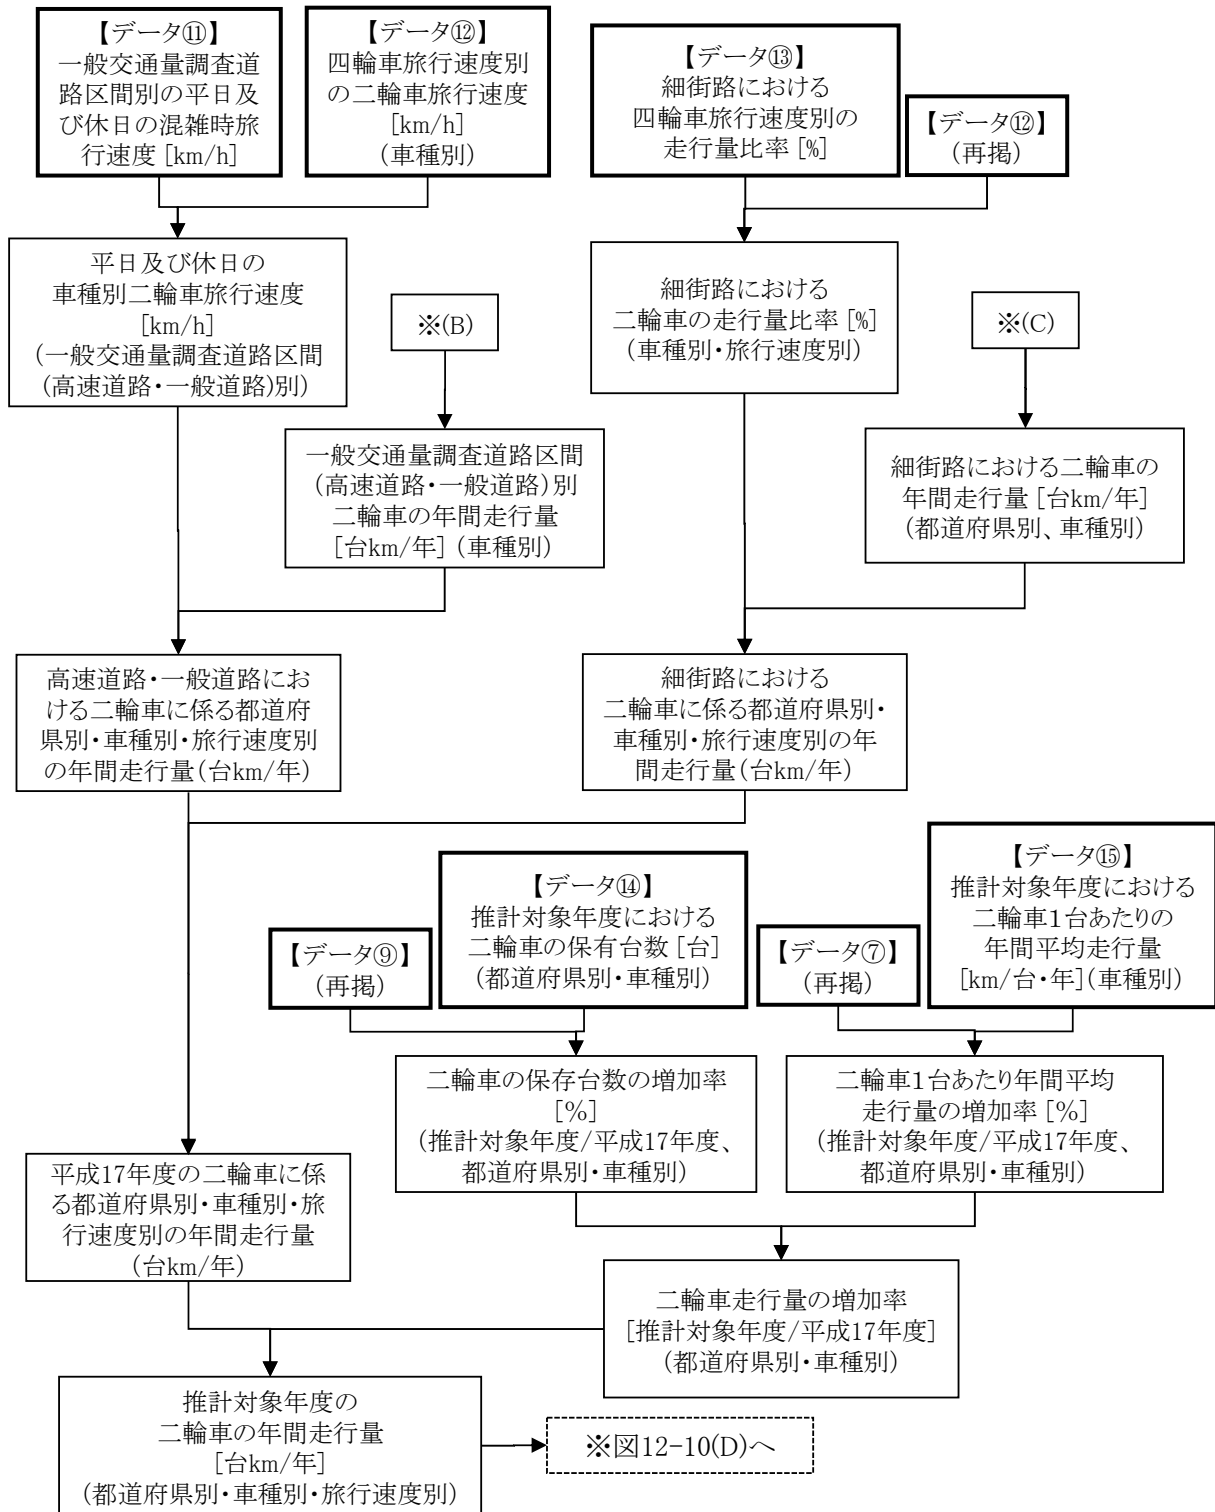 【データ⑪】
一般交通量調査道
路区間別の平日及
び休日の混雑時旅
行速度[km/h]
【データ⑫】
四輪車旅行速度別
の二輪車旅行速度
[km/h]
(車種別)
【データ⑬】
細街路における
四輪車旅行速度別の
走行量比率[%]
【データ⑫】
(再掲)
平日及び休日の
車種別二輪車旅行速度
[km/h]
(一般交通量調査道路区間
(高速道路・一般道路)別)
※(B)
細街路における
二輪車の走行量比率[%]
(車種別・旅行速度別)
※(C)
一般交通量調査道路区間
(高速道路・一般道路)別
二輪車の年間走行量
[台km/年](車種別)
細街路における二輪車の
年間走行量[台km/年]
(都道府県別、車種別)
高速道路・一般道路にお
ける二輪車に係る都道府
県別・車種別・旅行速度別
の年間走行量(台km/年)
細街路における
二輪車に係る都道府県別・
車種別・旅行速度別の年
間走行量(台km/年)
【データ⑨】
(再掲)
【データ⑭】
推計対象年度における
二輪車の保有台数[台]
(都道府県別・車種別)
【データ⑦】
(再掲)
【データ⑮】
推計対象年度における
二輪車1台あたりの
年間平均走行量
[km/台・年](車種別)
二輪車の保存台数の増加率
[%]
(推計対象年度/平成17年度、
都道府県別・車種別)
二輪車1台あたり年間平均
走行量の増加率[%]
(推計対象年度/平成17年度、
都道府県別・車種別)
平成17年度の二輪車に係
る都道府県別・車種別・旅
行速度別の年間走行量
(台km/年)
二輪車走行量の増加率
[推計対象年度/平成17年度]
(都道府県別・車種別)
推計対象年度の
二輪車の年間走行量
[台km/年]
(都道府県別・車種別・旅行速度別)
※図12-10(D)へ